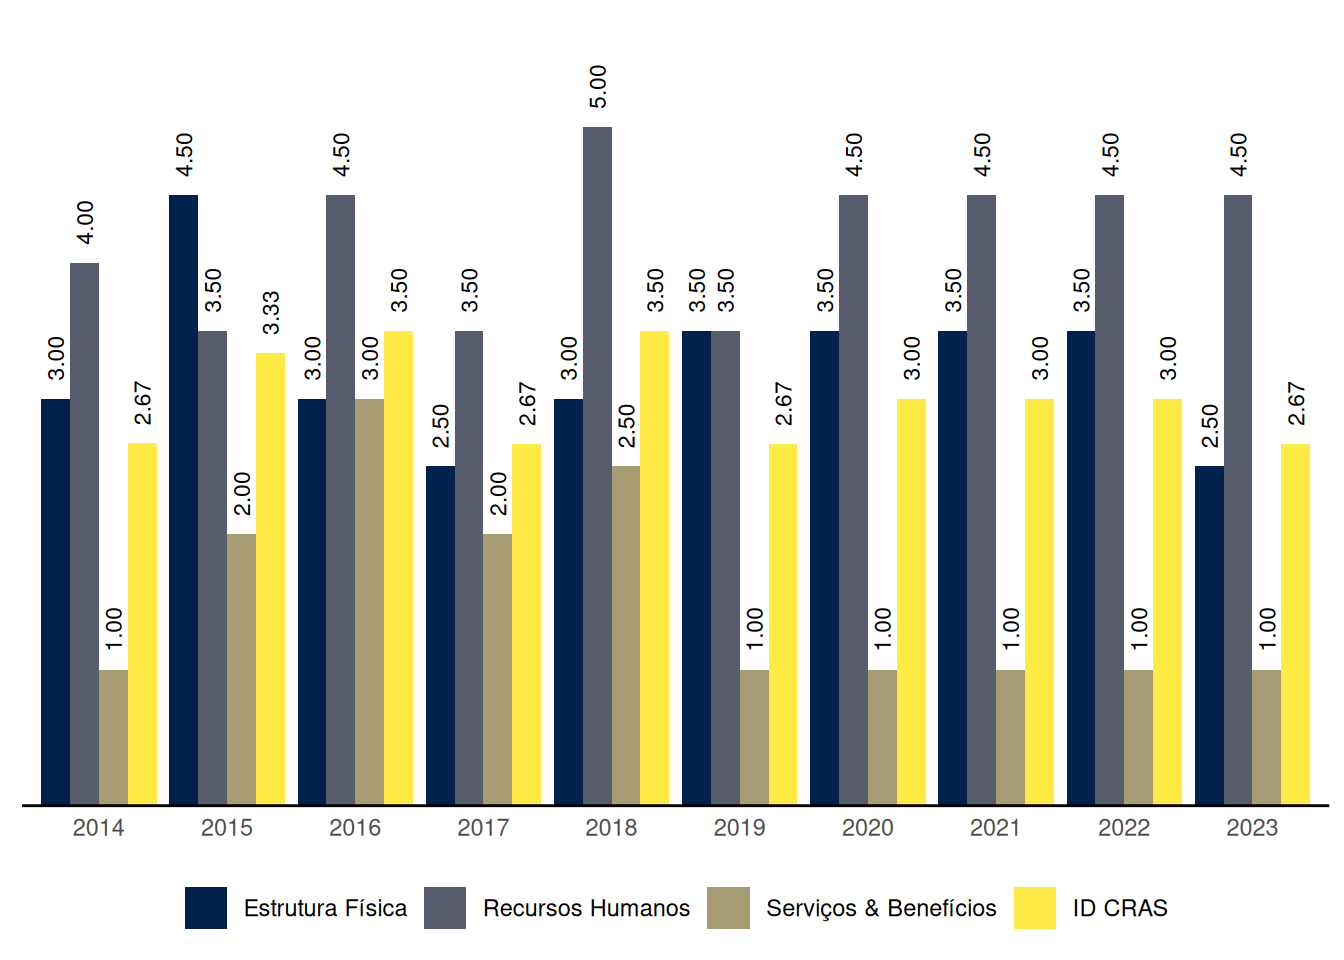 3.00 4.00 1.00 2.67
4.50 3.50 2.00 3.33
3.00 4.50 3.00 3.50
2.50 3.50 2.00 2.67
3.00 5.00 2.50 3.50
3.50 3.50 1.00 2.67
3.50 4.50 1.00 3.00
3.50 4.50 1.00 3.00
3.50 4.50 1.00 3.00
2.50 4.50 1.00 2.67
2014 2015 2016 2017 2018 2019 2020 2021 2022 2023
Estrutura Física Recursos Humanos Serviços & Benefícios ID CRAS